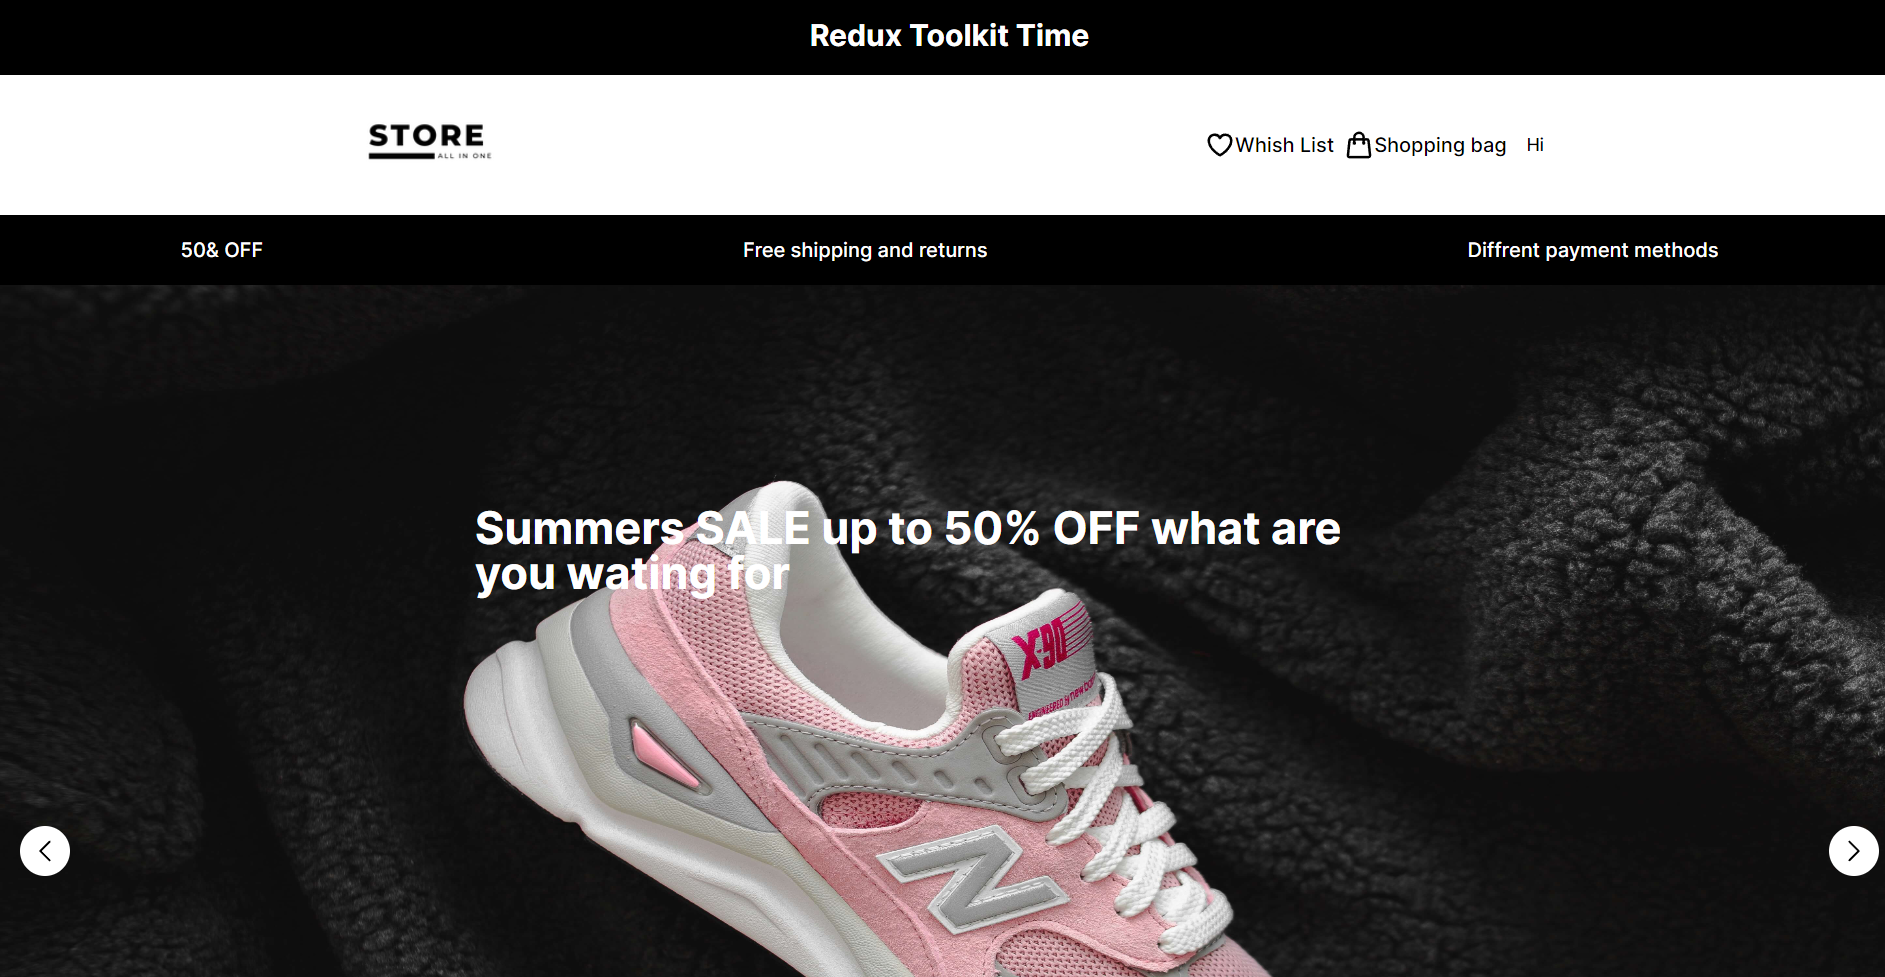 Redux Toolkit Time
STORE
ALL IN ONE
Whish List Shopping bag Hi
50& OFF Free shipping and returns Diffrent payment methods
Summers SALE up to 50% OFF what are
you wating for
X-90
ENGINEERED by new
N